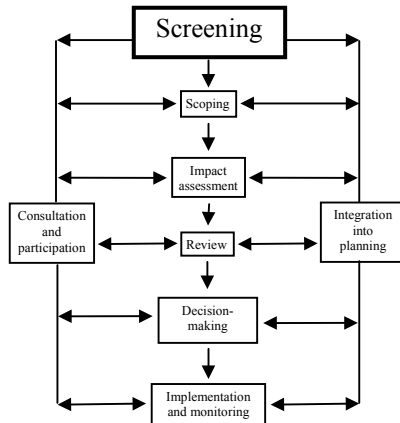 Screening
Scoping
Impact
assessment
Consultation
and
participation
Integration
into
planning
Review
Decision-
making
Implementation
and monitoring